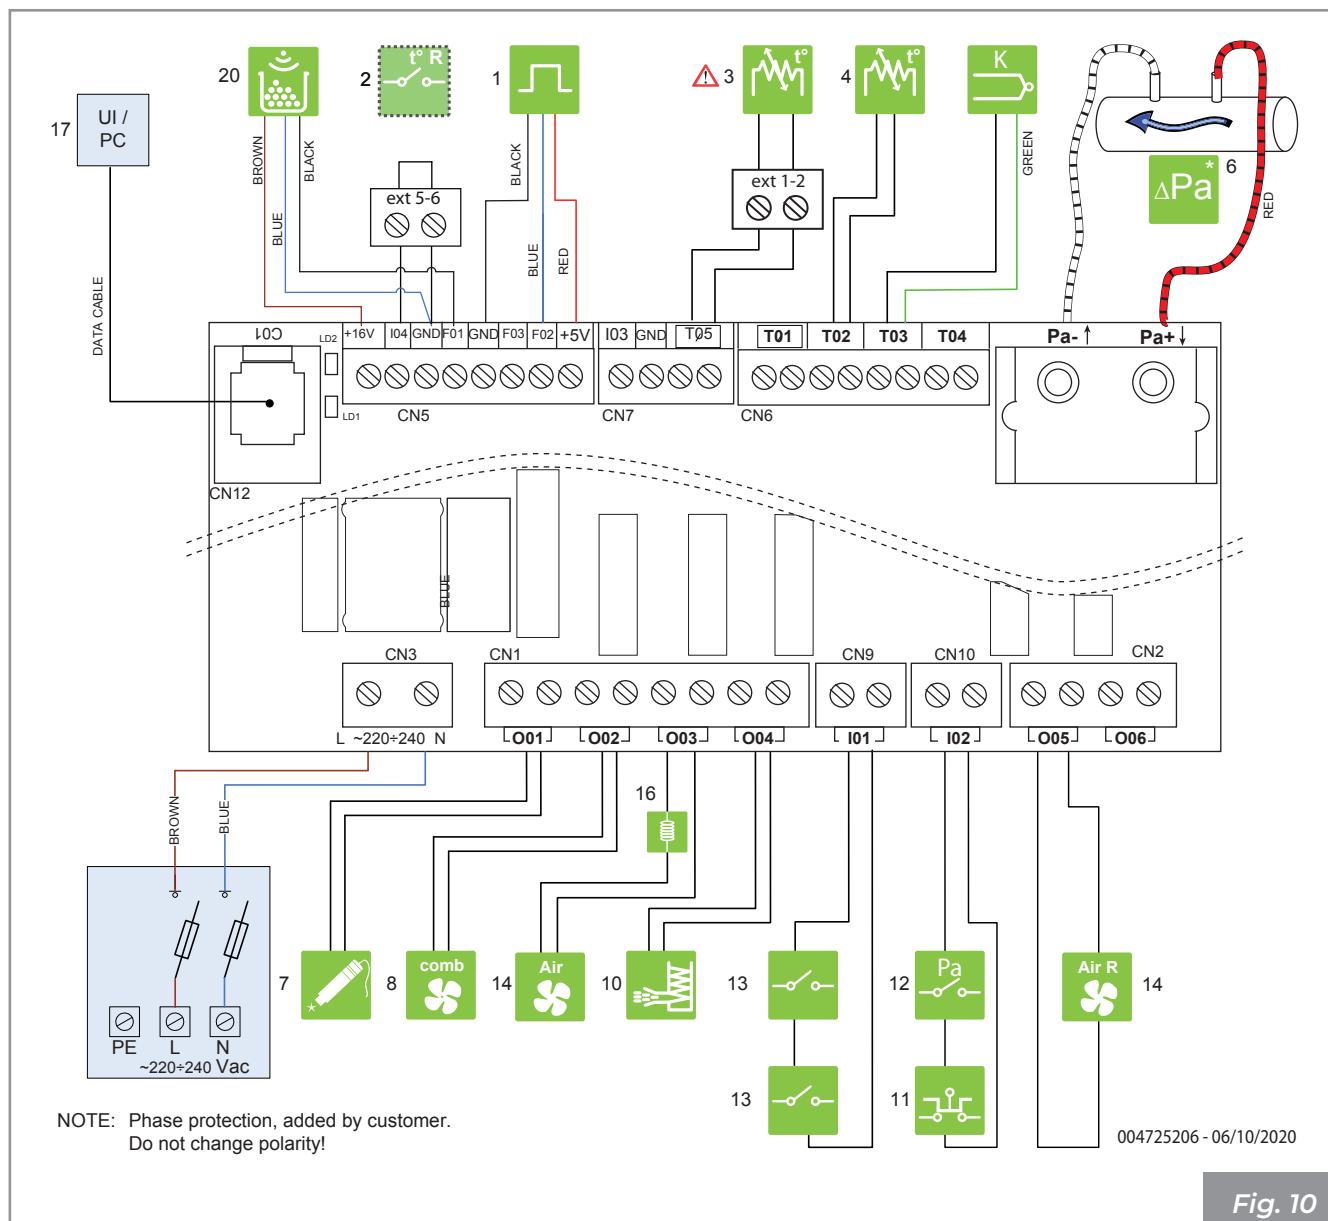 20
2
t° R
1
3
t°
4
t°
K
17
UI /
PC
BROWN
BLUE
BLACK
ext 5-6
BLACK
BLUE
RED
ext 1-2
GREEN
ΔPa*
6
RED
DATA CABLE
C01
LD2
LD1
+16V
I04
GND
F01
GND
F03
F02
+5V
I03
GND
T05
T01
T02
T03
T04
Pa-
Pa+
CN5
CN7
CN6
CN12
BLUE
CN3
CN1
CN9
CN10
CN2
L ~220÷240 N
O01
O02
O03
O04
I01
I02
O05
O06
BROWN
BLUE
16
7
8
comb
14
Air
10
13
12
Pa
Air R
14
13
11
PE
L
N
~220÷240 Vac
NOTE: Phase protection, added by customer.
Do not change polarity!
004725206 - 06/10/2020
Fig. 10